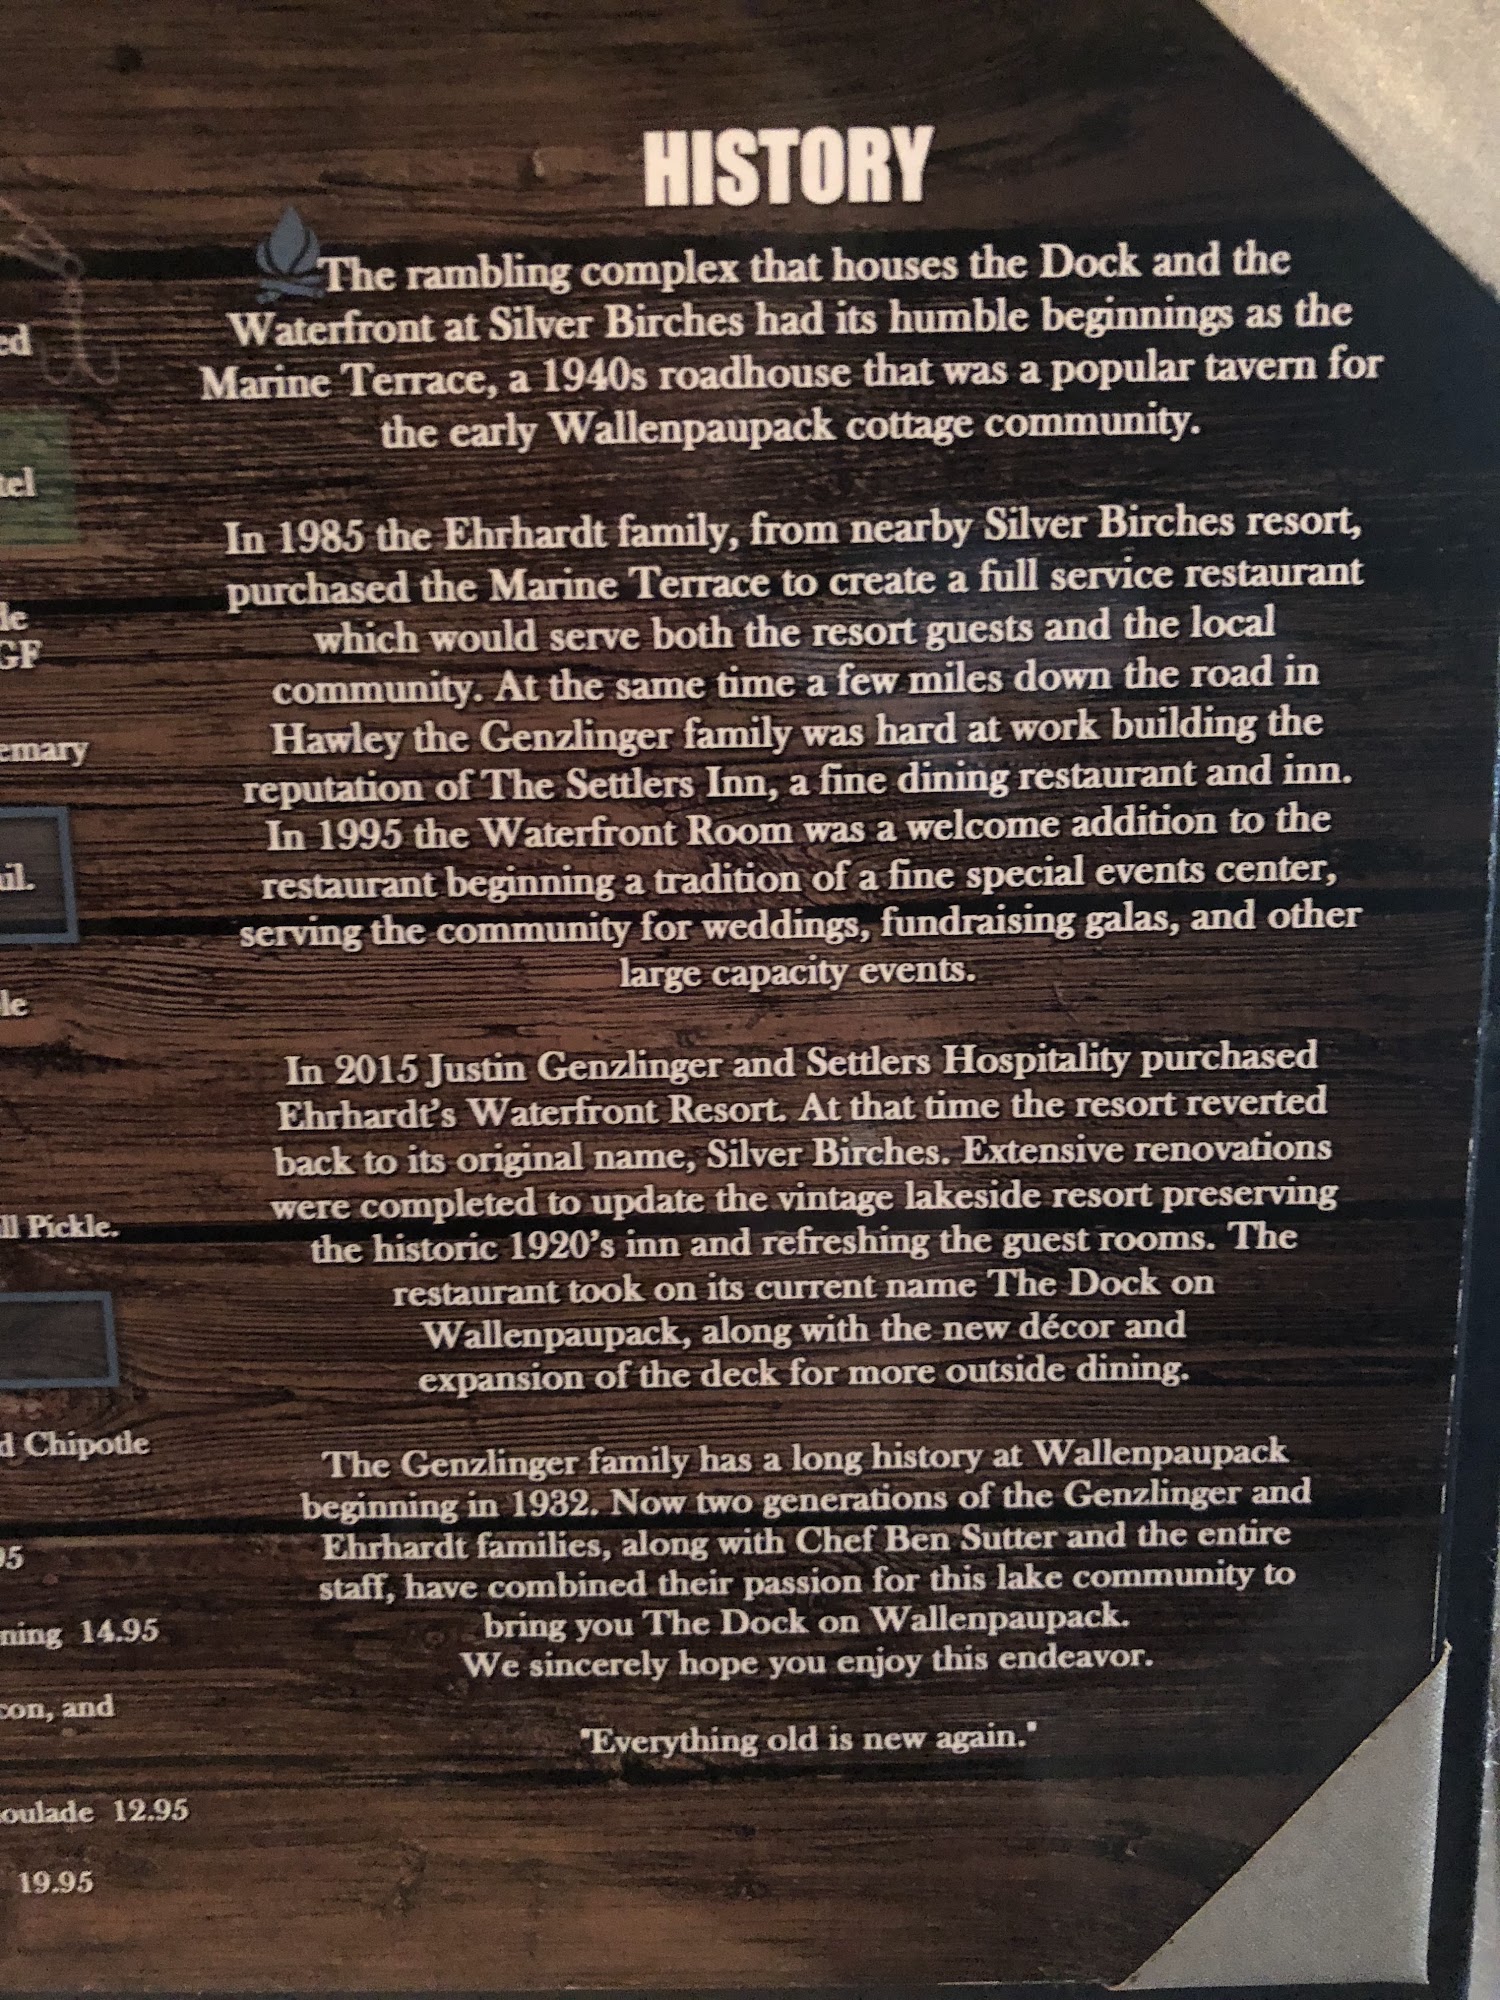 HISTORY
The rambling complex that houses the Dock and the
Waterfront at Silver Birches had its humble beginnings as the
Marine Terrace, a 1940s roadhouse that was a popular tavern for
the early Wallenpaupack cottage community.
In 1985 the Ehrhardt family, from nearby Silver Birches resort,
purchased the Marine Terrace to create a full service restaurant
which would serve both the resort guests and the local
community. At the same time a few miles down the road in
Hawley the Genzlinger family was hard at work building the
reputation of The Settlers Inn, a fine dining restaurant and inn.
In 1995 the Waterfront Room was a welcome addition to the
restaurant beginning a tradition of a fine special events center,
serving the community for weddings, fundraising galas, and other
large capacity events.
In 2015 Justin Genzlinger and Settlers Hospitality purchased
Ehrhardt's Waterfront Resort. At that time the resort reverted
back to its original name, Silver Birches. Extensive renovations
were completed to update the vintage lakeside resort preserving
the historic 1920's inn and refreshing the guest rooms. The
restaurant took on its current name The Dock on
Wallenpaupack, along with the new décor and
expansion of the deck for more outside dining.
The Genzlinger family has a long history at Wallenpaupack
beginning in 1932. Now two generations of the Genzlinger and
Ehrhardt families, along with Chef Ben Sutter and the entire
staff, have combined their passion for this lake community to
bring you The Dock on Wallenpaupack.
We sincerely hope you enjoy this endeavor.
"Everything old is new again."
GF
Pickle.
Chipotle
14.95
and
12.95
19.95